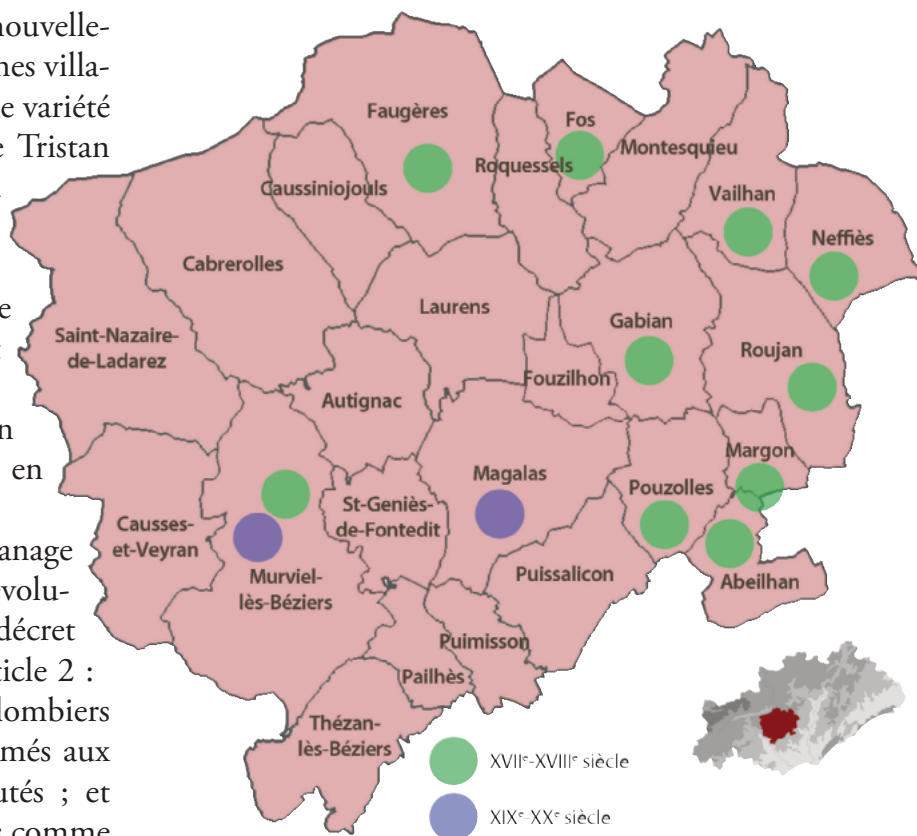 nouvelle-
nes villa-
e variété
e Tristan
e
n
en
anage
évolu-
décret
icle 2 :
lombiers
més aux
utés ; et
comme
Faugères
Fos
Roquessels
Montesquieu
Caussiniojouls
Vailhan
Neffiès
Cabrerolles
Laurens
Gabian
Saint-Nazaire-
de-Ladarez
Roujan
Fouzilhon
Autignac
Margon
Magalas
Pouzolles
St-Geniès-
de-Fontedit
Causses-
et-Veyran
Murviel-
lès-Béziers
Puissalicon
Abeilhan
Puimisson
Pailhès
Thézan-
lès-Béziers
XVIIe-XVIIIe siècle
XIXe-XXe siècle